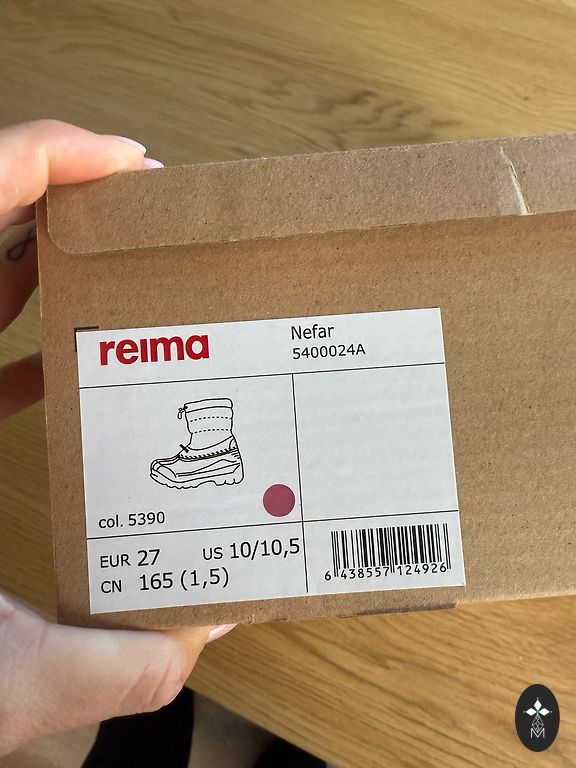 reima
Nefar
5400024A
col. 5390
EUR 27
US 10/10,5
CN 165 (1,5)
6 438557 124926
M